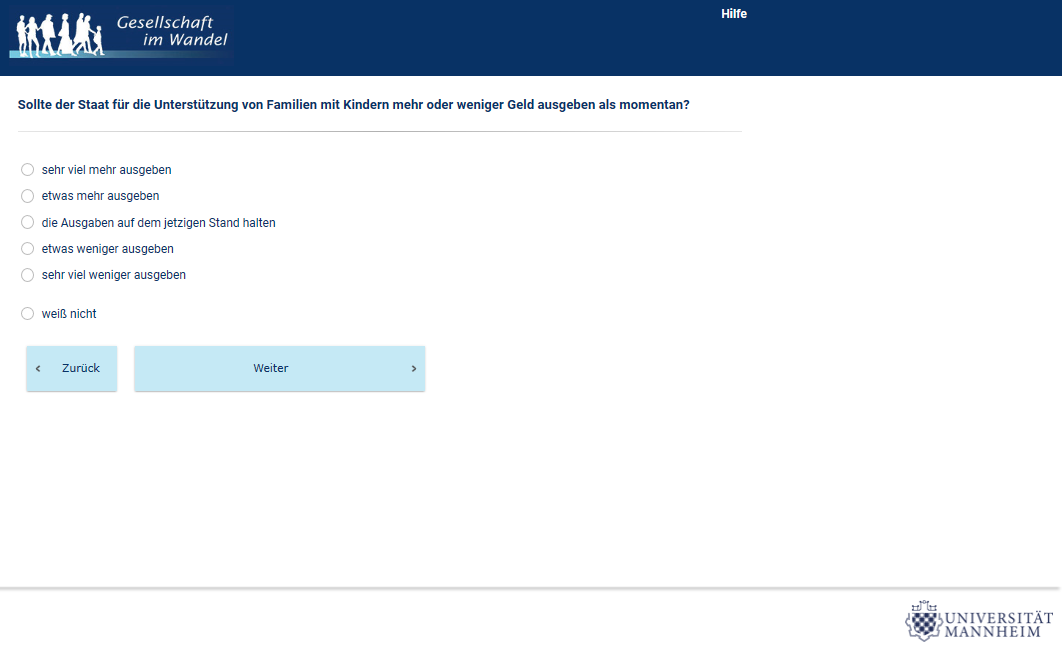 Gesellschaft
im Wandel
Hilfe
Sollte der Staat für die Unterstützung von Familien mit Kindern mehr oder weniger Geld ausgeben als momentan?
sehr viel mehr ausgeben
etwas mehr ausgeben
die Ausgaben auf dem jetzigen Stand halten
etwas weniger ausgeben
sehr viel weniger ausgeben
weiß nicht
‹ Zurück
Weiter ›
UNIVERSITÄT
MANNHEIM